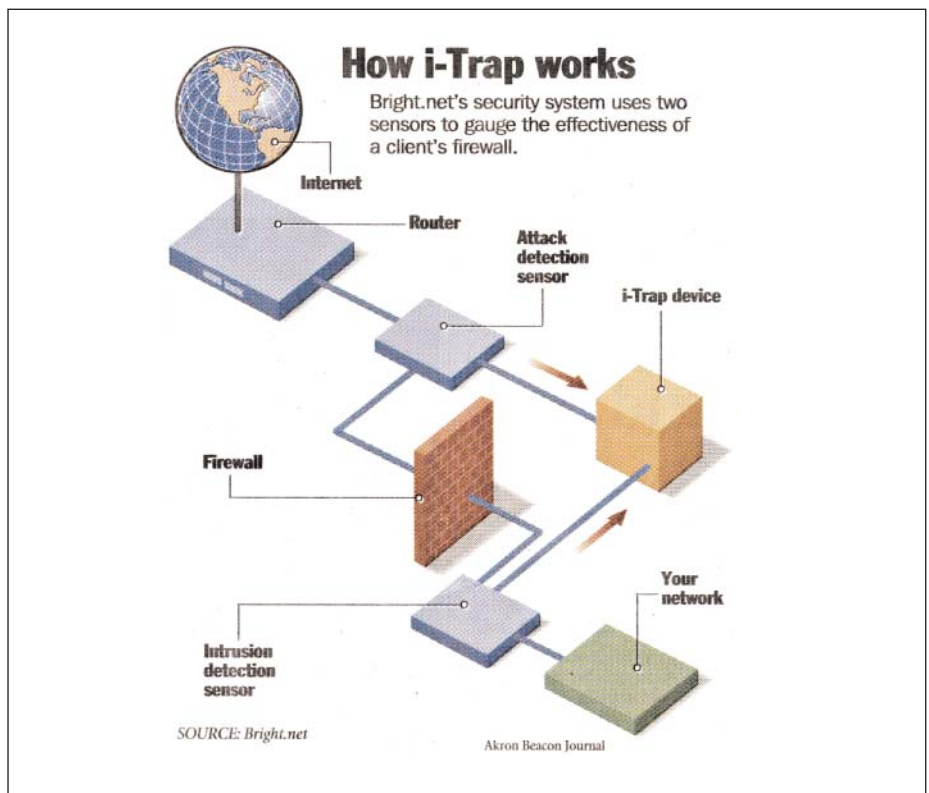 How i-Trap works
Bright.net's security system uses two
sensors to gauge the effectiveness of
a client's firewall.
Internet
Router
Attack
detection
sensor
i-Trap device
Firewall
Your
network
Intrusion
detection
sensor
SOURCE: Bright.net
Akron Beacon Journal